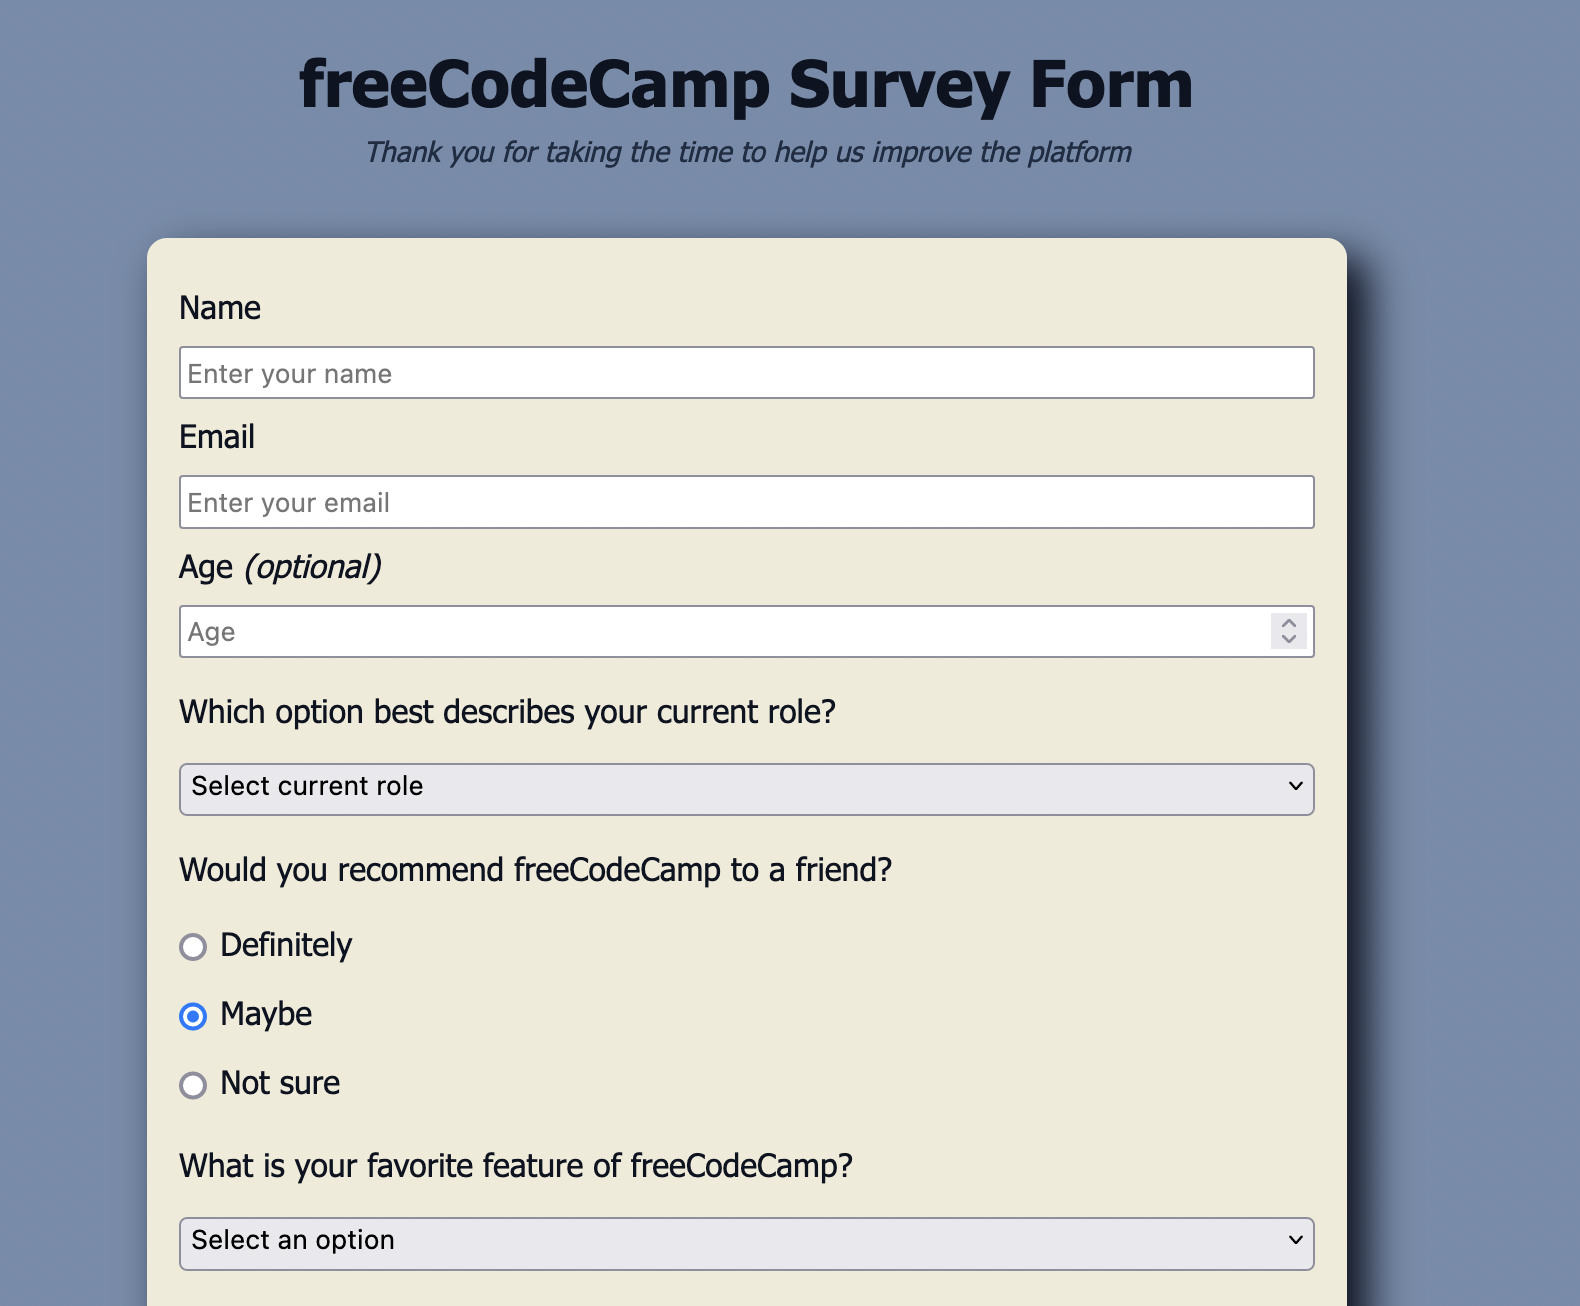 freeCodeCamp Survey Form
Thank you for taking the time to help us improve the platform
Name
Enter your name
Email
Enter your email
Age (optional)
Age
Which option best describes your current role?
Select current role
Would you recommend freeCodeCamp to a friend?
Definitely
Maybe
Not sure
What is your favorite feature of freeCodeCamp?
Select an option